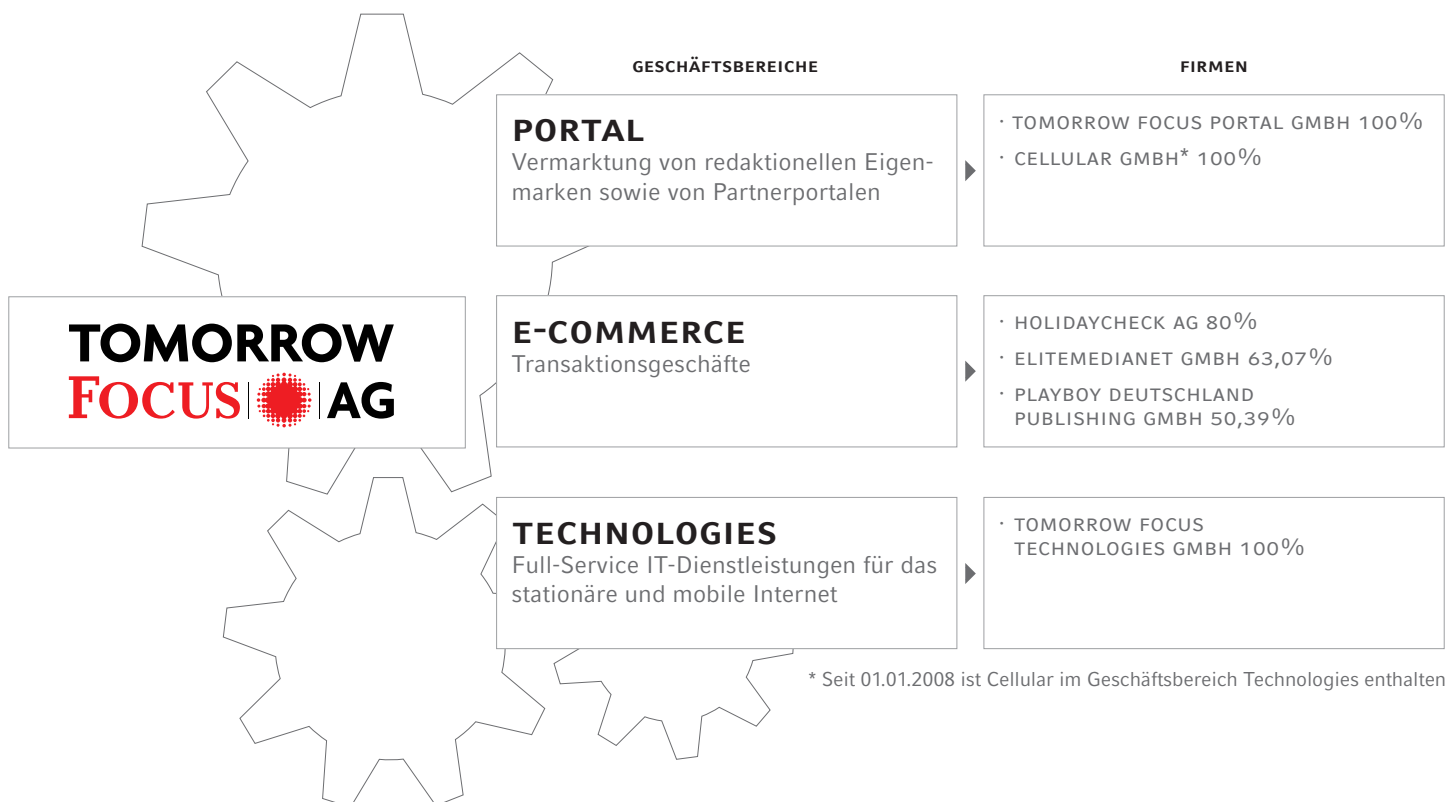 GESCHÄFTSBEREICHE
FIRMEN
PORTAL
Vermarktung von redaktionellen Eigen-
marken sowie von Partnerportalen
· TOMORROW FOCUS PORTAL GMBH 100%
· CELLULAR GMBH* 100%
TOMORROW
FOCUS AG
E-COMMERCE
Transaktionsgeschäfte
· HOLIDAYCHECK AG 80%
· ELITEMEDIANET GMBH 63,07%
· PLAYBOY DEUTSCHLAND
PUBLISHING GMBH 50,39%
TECHNOLOGIES
Full-Service IT-Dienstleistungen für das
stationäre und mobile Internet
· TOMORROW FOCUS
TECHNOLOGIES GMBH 100%
* Seit 01.01.2008 ist Cellular im Geschäftsbereich Technologies enthalten